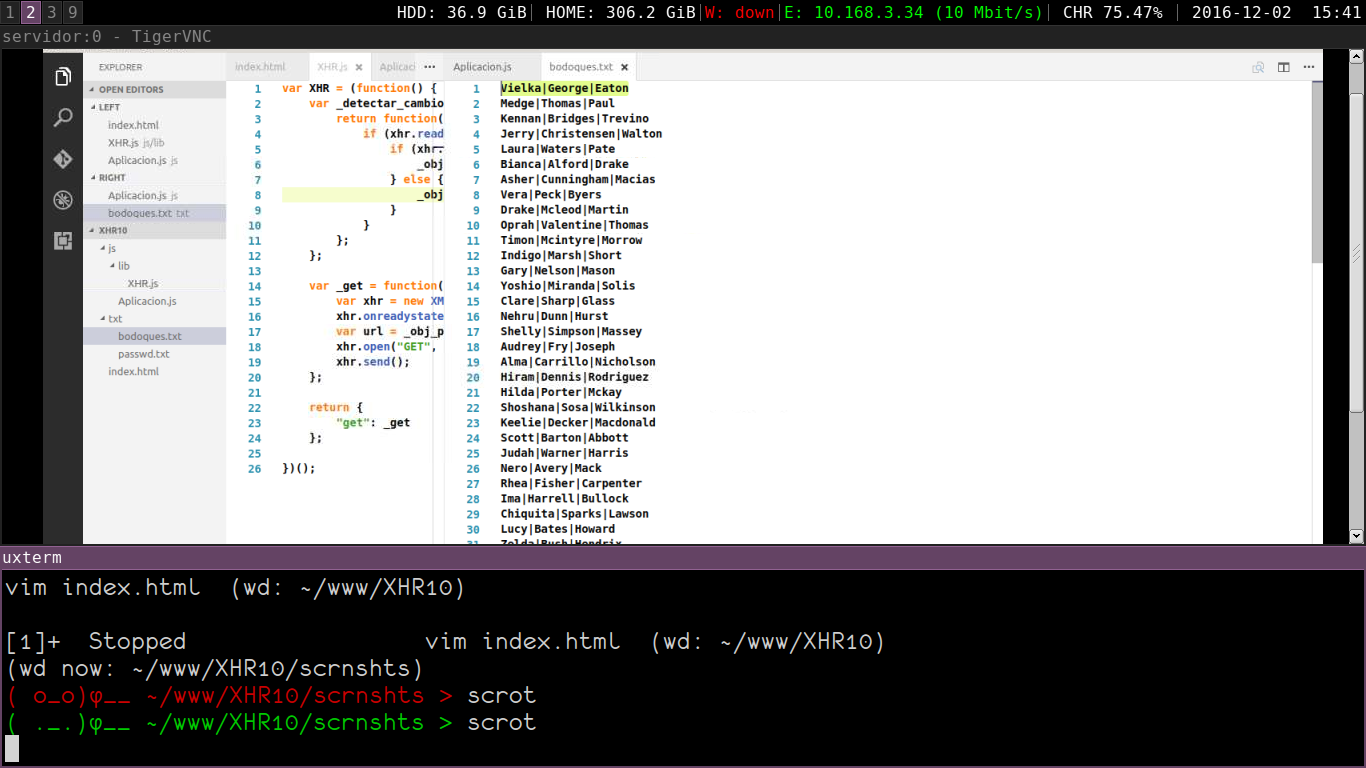 1 2 3 9 HDD: 36.9 GiB| HOME: 306.2 GiB|W: down|E: 10.168.3.34 (10 Mbit/s)| CHR 75.47% | 2016-12-02 15:41
servidor:0 - TigerVNC
EXPLORER
OPEN EDITORS
LEFT
index.html
XHR.js js/lib
Aplicacion.js js
RIGHT
Aplicacion.js js
bodoques.txt txt
XHR10
js
lib
XHR.js
Aplicacion.js
txt
bodoques.txt
passwd.txt
index.html
index.html XHR.js × Aplicaci ···
1 var XHR = (function() {
2 var _detectar_cambio
3 return function(
4 if (xhr.read
5 if (xhr.
6 _obj
7 } else {
8 _obj
9 }
10 }
11 };
12 };
13
14 var _get = function(
15 var xhr = new XM
16 xhr.onreadystate
17 var url = _obj_p
18 xhr.open("GET",
19 xhr.send();
20 };
21
22 return {
23 "get": _get
24 };
25
26 })();
Aplicacion.js bodoques.txt × ···
1 Vielka|George|Eaton
2 Medge|Thomas|Paul
3 Kennan|Bridges|Trevino
4 Jerry|Christensen|Walton
5 Laura|Waters|Pate
6 Bianca|Alford|Drake
7 Asher|Cunningham|Macias
8 Vera|Peck|Byers
9 Drake|Mcleod|Martin
10 Oprah|Valentine|Thomas
11 Timon|Mcintyre|Morrow
12 Indigo|Marsh|Short
13 Gary|Nelson|Mason
14 Yoshio|Miranda|Solis
15 Clare|Sharp|Glass
16 Nehru|Dunn|Hurst
17 Shelly|Simpson|Massey
18 Audrey|Fry|Joseph
19 Alma|Carrillo|Nicholson
20 Hiram|Dennis|Rodriguez
21 Hilda|Porter|Mckay
22 Shoshana|Sosa|Wilkinson
23 Keelie|Decker|Macdonald
24 Scott|Barton|Abbott
25 Judah|Warner|Harris
26 Nero|Avery|Mack
27 Rhea|Fisher|Carpenter
28 Ima|Harrell|Bullock
29 Chiquita|Sparks|Lawson
30 Lucy|Bates|Howard
31 Zelda|Bush|Hendrix
uxterm
vim index.html (wd: ~/www/XHR10)
[1]+ Stopped vim index.html (wd: ~/www/XHR10)
(wd now: ~/www/XHR10/scrnshts)
( o_o)φ__ ~/www/XHR10/scrnshts > scrot
( ._.)φ__ ~/www/XHR10/scrnshts > scrot